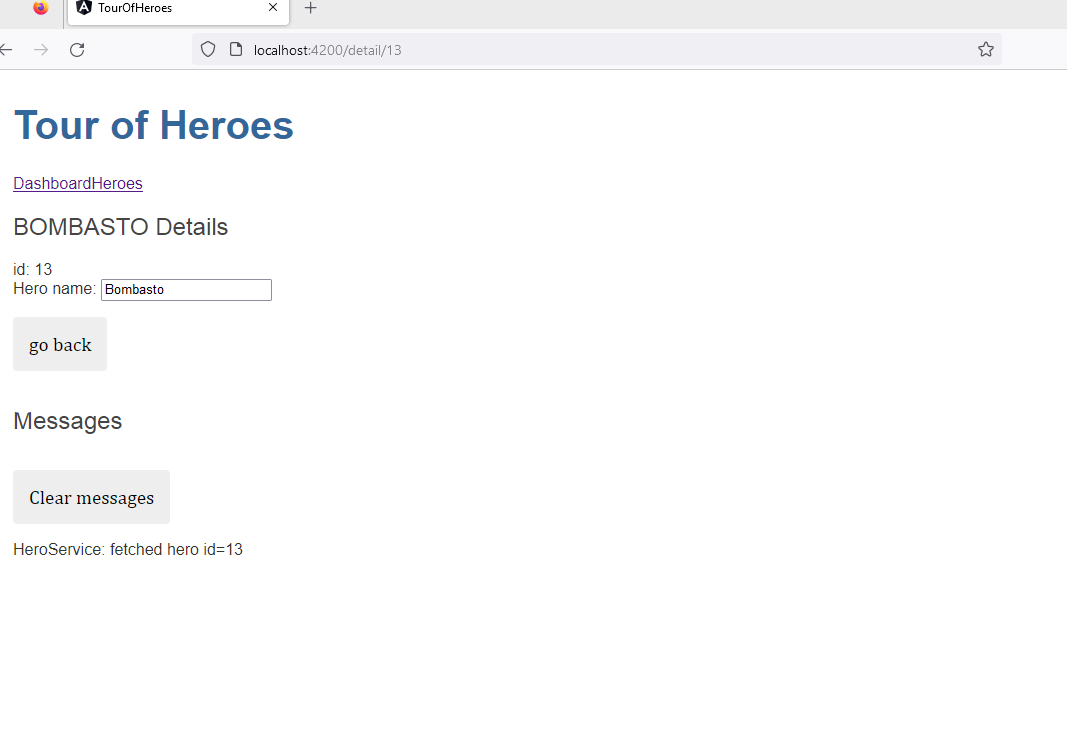 TourOfHeroes
localhost:4200/detail/13
Tour of Heroes
DashboardHeroes
BOMBASTO Details
id: 13
Hero name: Bombasto
go back
Messages
Clear messages
HeroService: fetched hero id=13